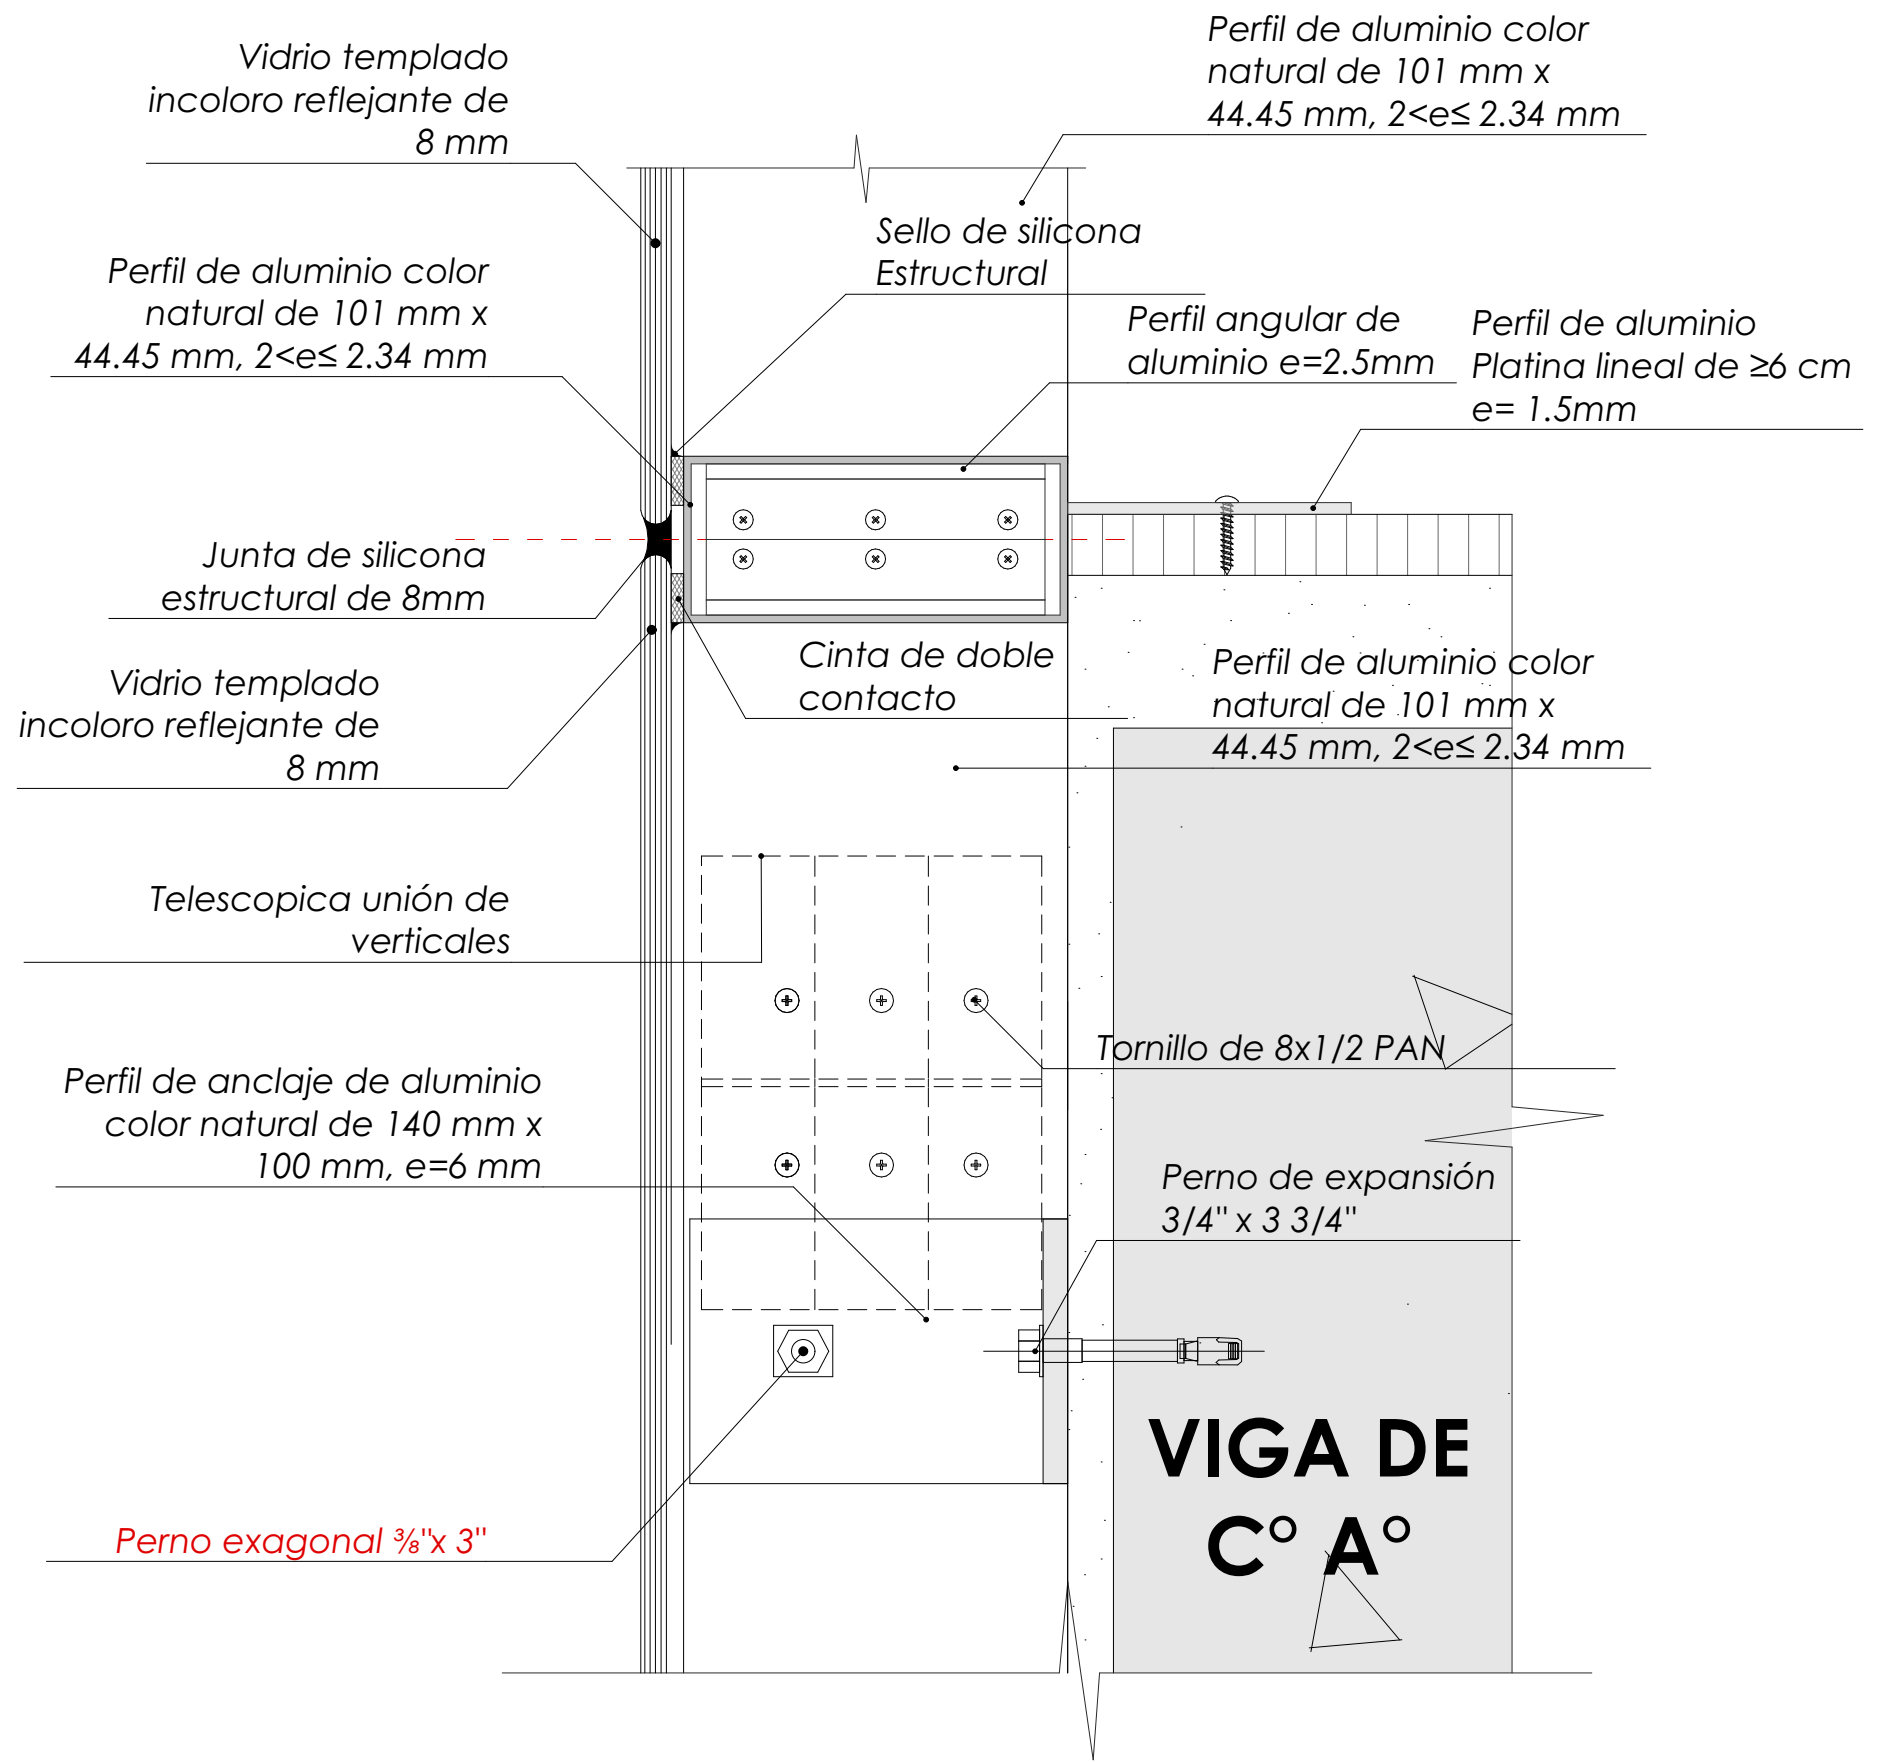 Vidrio templado
incoloro reflejante de
8 mm
Perfil de aluminio color
natural de 101 mm x
44.45 mm, 2<e≤ 2.34 mm
Sello de silicona
Estructural
Perfil de aluminio color
natural de 101 mm x
44.45 mm, 2<e≤ 2.34 mm
Perfil angular de
aluminio e=2.5mm
Perfil de aluminio
Platina lineal de ≥6 cm
e= 1.5mm
Junta de silicona
estructural de 8mm
Vidrio templado
incoloro reflejante de
8 mm
Cinta de doble
contacto
Perfil de aluminio color
natural de 101 mm x
44.45 mm, 2<e≤ 2.34 mm
Telescopica unión de
verticales
Tornillo de 8x1/2 PAN
Perfil de anclaje de aluminio
color natural de 140 mm x
100 mm, e=6 mm
Perno de expansión
3/4" x 3 3/4"
VIGA DE
C° A°
Perno exagonal ⅜"x 3"